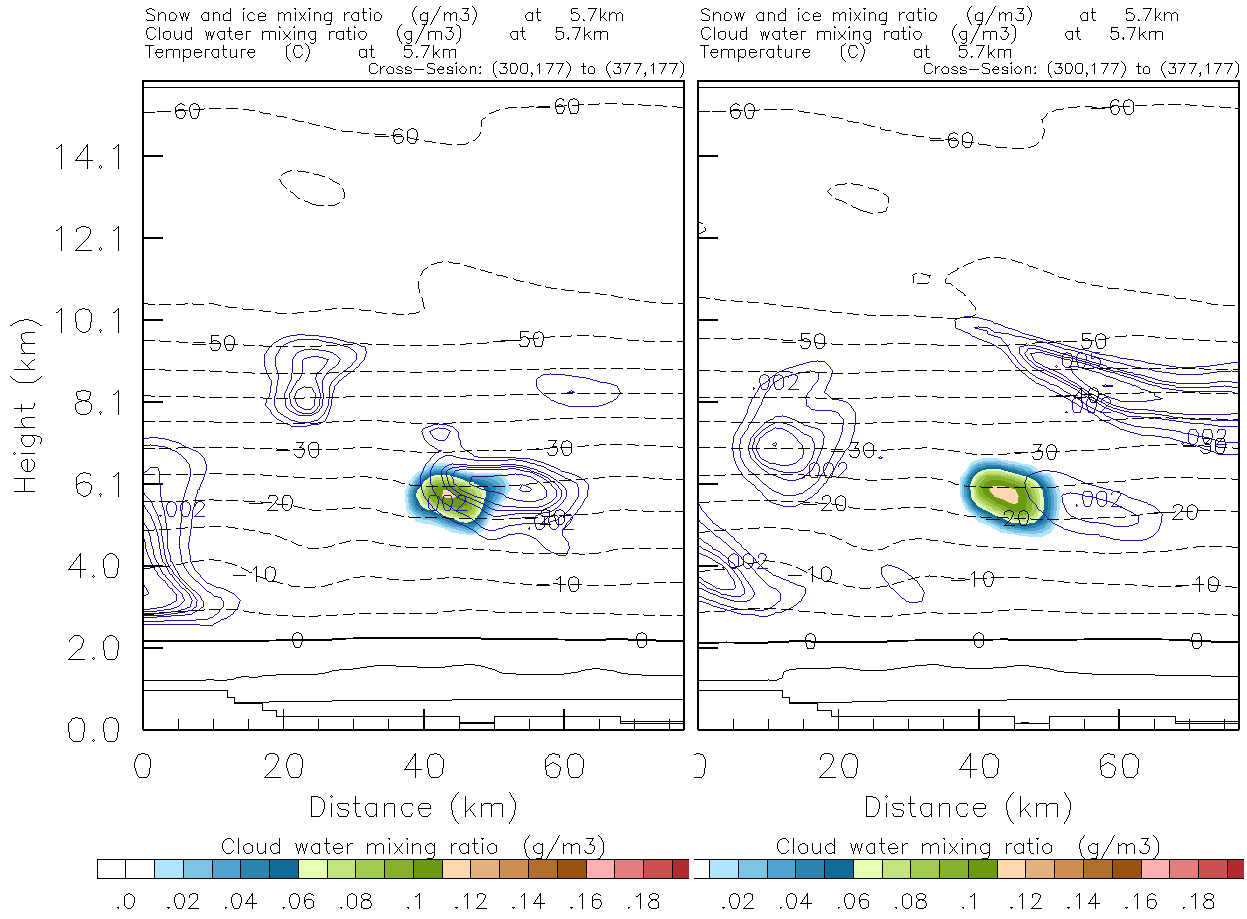 Snow and ice mixing ratio (g/m3) at 5.7km
Cloud water mixing ratio (g/m3) at 5.7km
Temperature (C) at 5.7km
Cross-Sesion: (300,177) to (377,177)
Snow and ice mixing ratio (g/m3) at 5.7km
Cloud water mixing ratio (g/m3) at 5.7km
Temperature (C) at 5.7km
Cross-Sesion: (300,177) to (377,177)
-60 -60 -60
-60 -60 -60
14.1
12.1
10.1
8.1
6.1
4.0
2.0
0.0
Height (km)
-50 -50
-30 -30
.002 .002
-20 -20
-10 -10
0 0
-50 -50
.005
.002 -40
.002
-30 -30 -30
.002 .002
-20 -20
.002
-10 -10 -10
0 0 0
0 20 40 60
Distance (km)
0 20 40 60
Distance (km)
Cloud water mixing ratio (g/m3)
.0 .02 .04 .06 .08 .1 .12 .14 .16 .18
Cloud water mixing ratio (g/m3)
.02 .04 .06 .08 .1 .12 .14 .16 .18